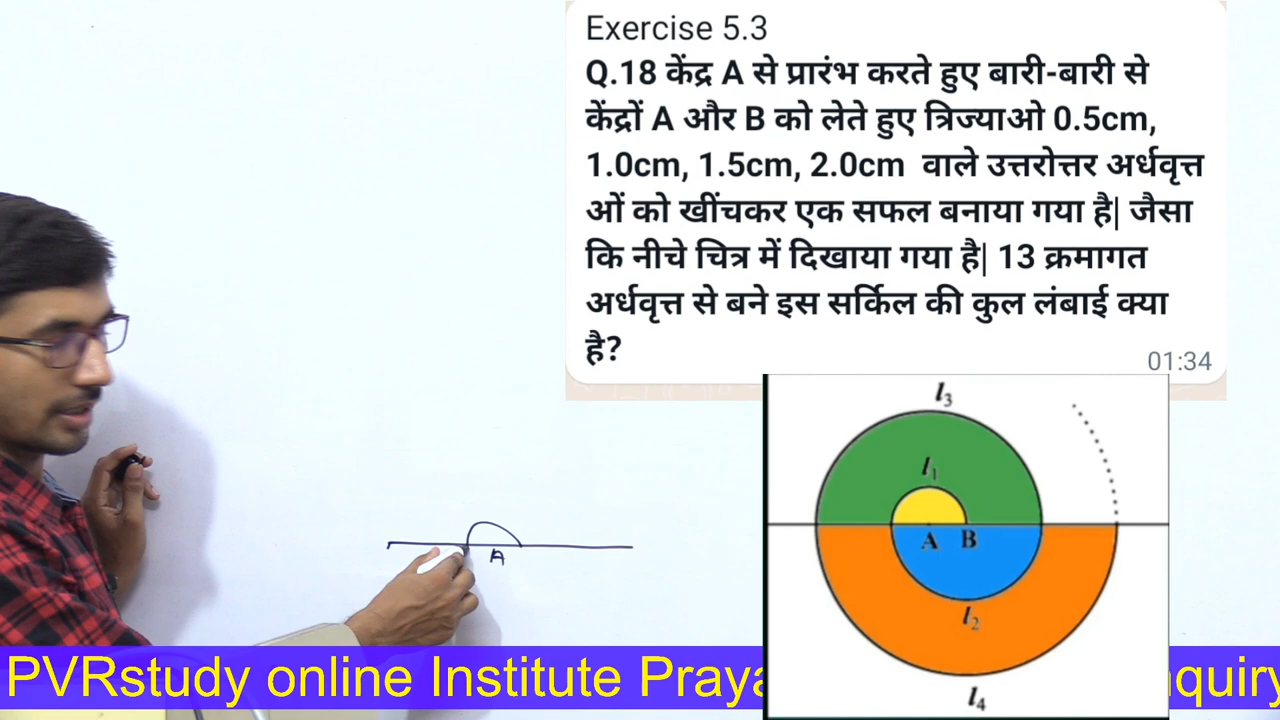 Exercise 5.3
Q.18 केंद्र A से प्रारंभ करते हुए बारी-बारी से
केंद्रों A और B को लेते हुए त्रिज्याओ 0.5cm,
1.0cm, 1.5cm, 2.0cm वाले उत्तरोत्तर अर्धवृत्त
ओं को खींचकर एक सफल बनाया गया है| जैसा
कि नीचे चित्र में दिखाया गया है| 13 क्रमागत
अर्धवृत्त से बने इस सर्किल की कुल लंबाई क्या
है?
01:34
l3
l1
A B
l2
l4
A
PVRstudy online Institute Praya